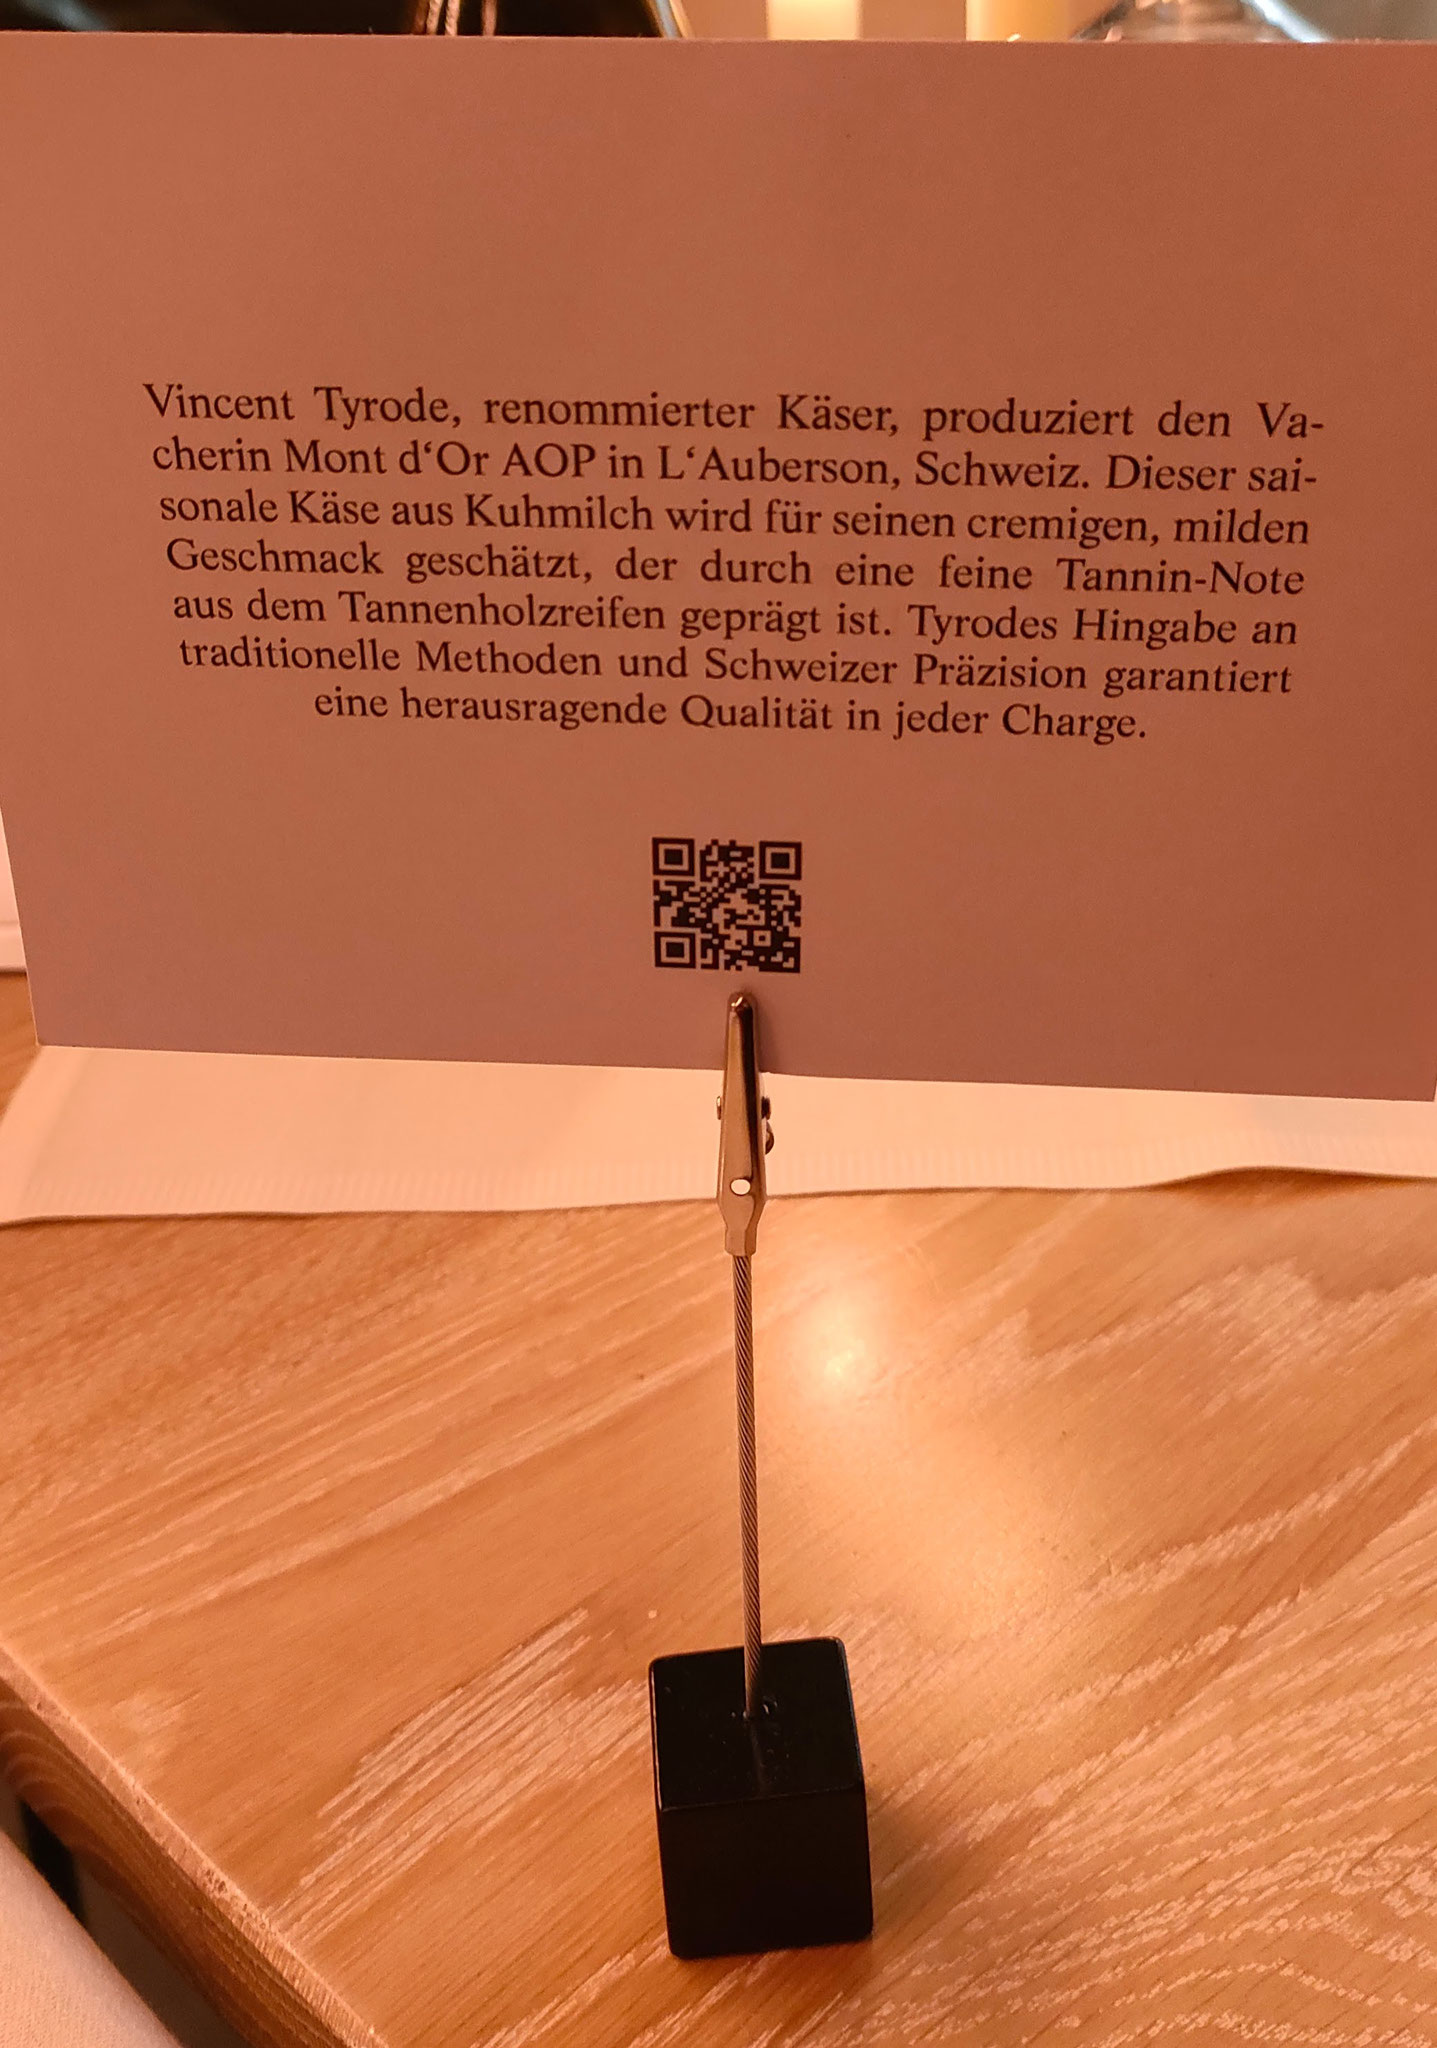 Vincent Tyrode, renommierter Käser, produziert den Va-
cherin Mont d‘Or AOP in L‘Auberson, Schweiz. Dieser sai-
sonale Käse aus Kuhmilch wird für seinen cremigen, milden
Geschmack geschätzt, der durch eine feine Tannin-Note
aus dem Tannenholzreifen geprägt ist. Tyrodes Hingabe an
traditionelle Methoden und Schweizer Präzision garantiert
eine herausragende Qualität in jeder Charge.